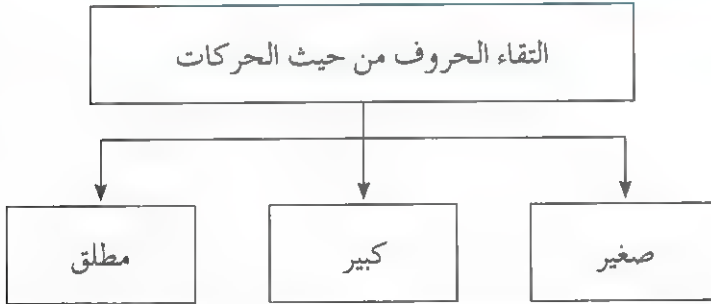 التقاء الحروف من حيث الحركات
صغير
كبير
مطلق